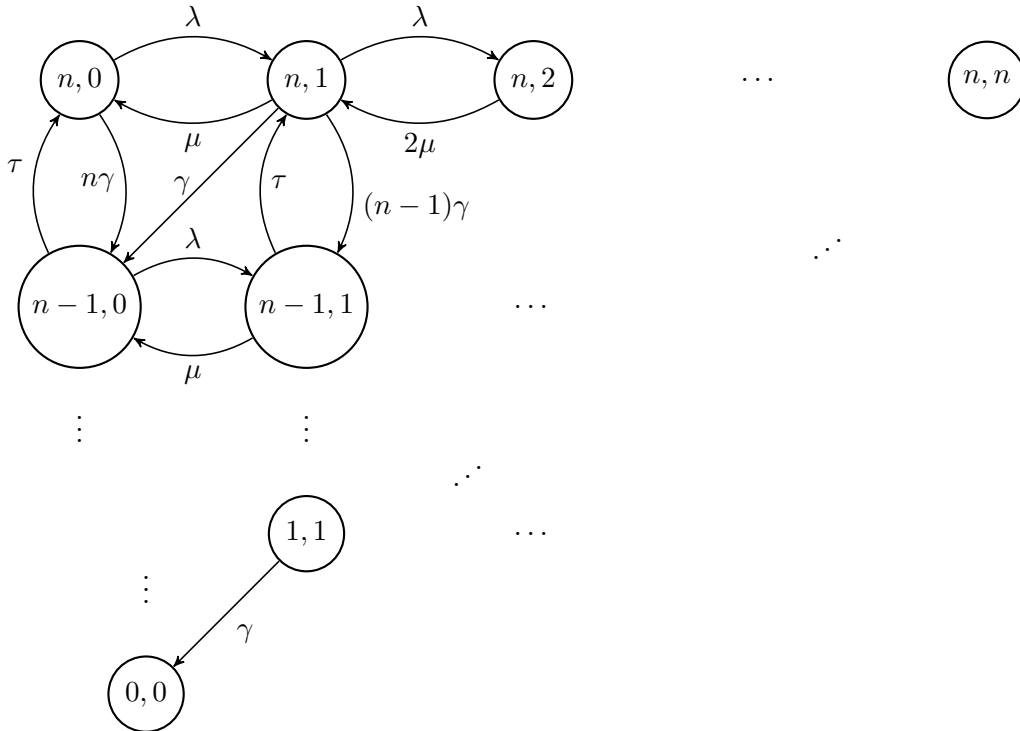 λ λ
n, 0 n, 1 n, 2 ⋯ n, n
μ 2μ
τ nγ γ τ (n − 1)γ
λ
n − 1, 0 n − 1, 1 ⋯
μ
⋮ ⋮
⋰
⋰
1, 1 ⋯
⋮
γ
0, 0